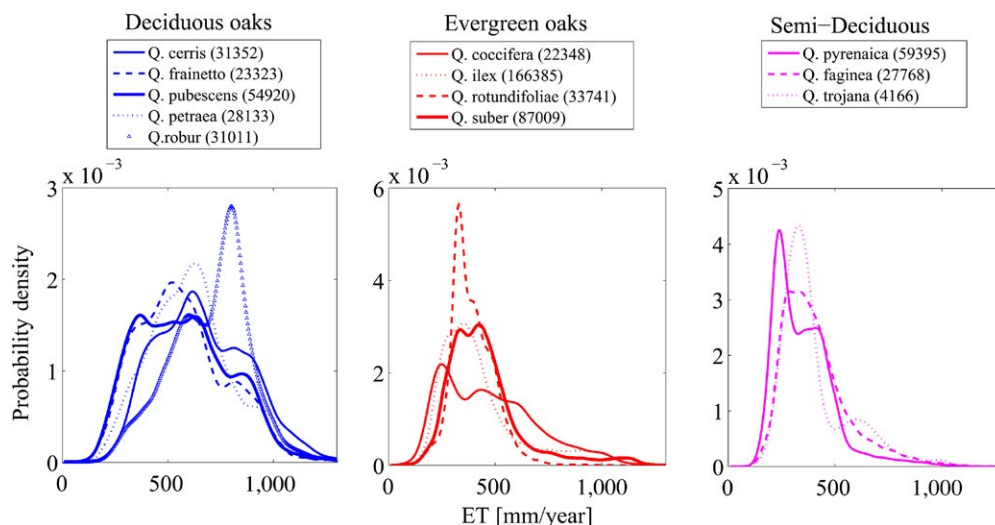 Deciduous oaks
Q. cerris (31352)
Q. frainetto (23323)
Q. pubescens (54920)
Q. petraea (28133)
Q.robur (31011)
Evergreen oaks
Q. coccifera (22348)
Q. ilex (166385)
Q. rotundifoliae (33741)
Q. suber (87009)
Semi−Deciduous
Q. pyrenaica (59395)
Q. faginea (27768)
Q. trojana (4166)
Probability density
x 10⁻³
3
2
1
0
0 500 1,000
x 10⁻³
6
4
2
0
0 500 1,000
ET [mm/year]
x 10⁻³
5
4
3
2
1
0
0 500 1,000